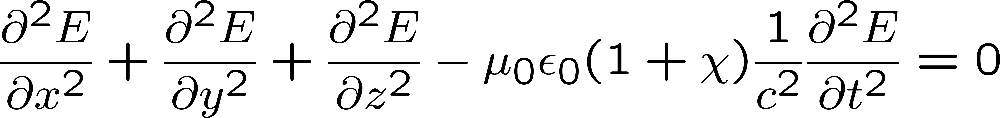 ∂²E/∂x² + ∂²E/∂y² + ∂²E/∂z² − μ₀ϵ₀(1 + χ) 1/c² ∂²E/∂t² = 0